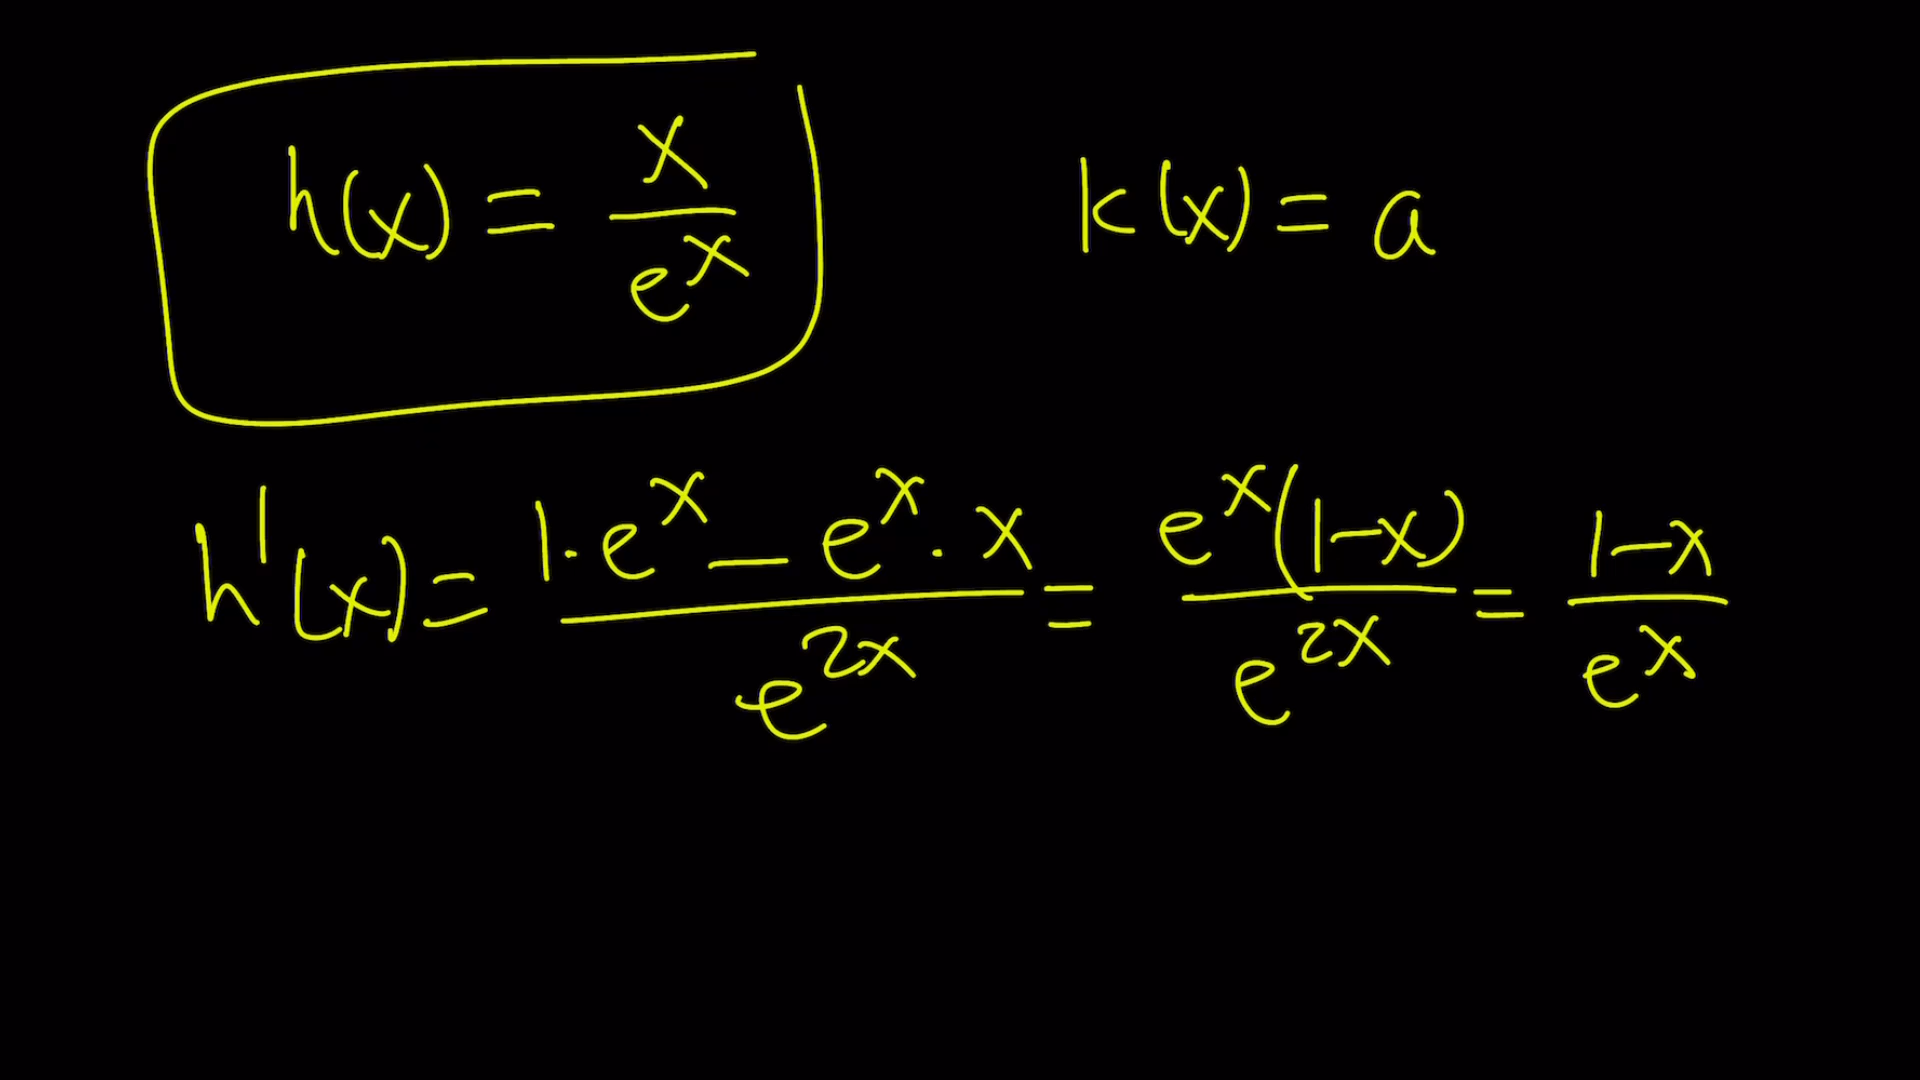 h(x) = x/e^x    k(x) = a
h'(x) = (1·e^x − e^x·x)/e^{2x} = e^x(1−x)/e^{2x} = (1−x)/e^x